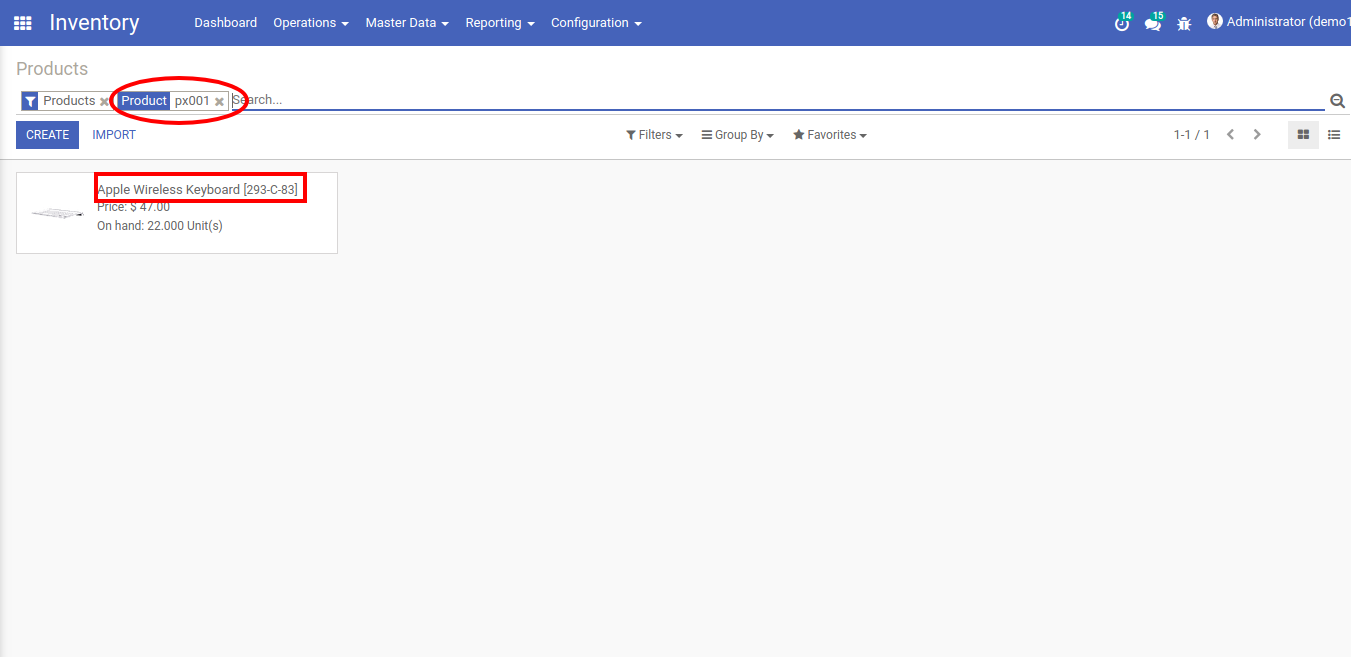 Inventory Dashboard Operations Master Data Reporting Configuration 14 15 Administrator (demo1
Products
Products Product px001 Search...
CREATE IMPORT Filters Group By Favorites 1-1 / 1
Apple Wireless Keyboard [293-C-83]
Price: $ 47.00
On hand: 22.000 Unit(s)